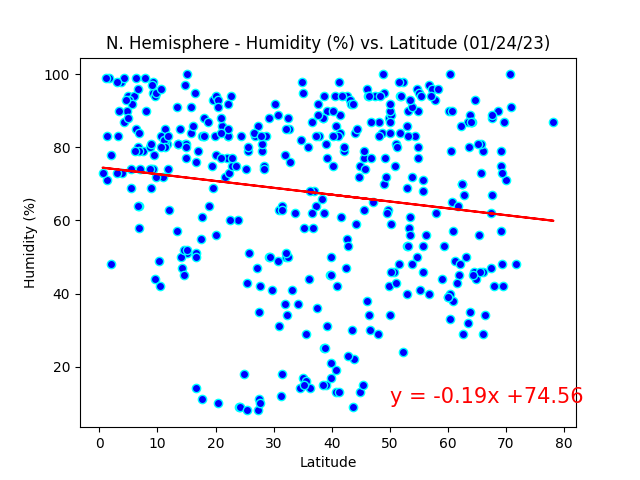 N. Hemisphere - Humidity (%) vs. Latitude (01/24/23)
100
80
60
40
20
Humidity (%)
y = -0.19x +74.56
0 10 20 30 40 50 60 70 80
Latitude